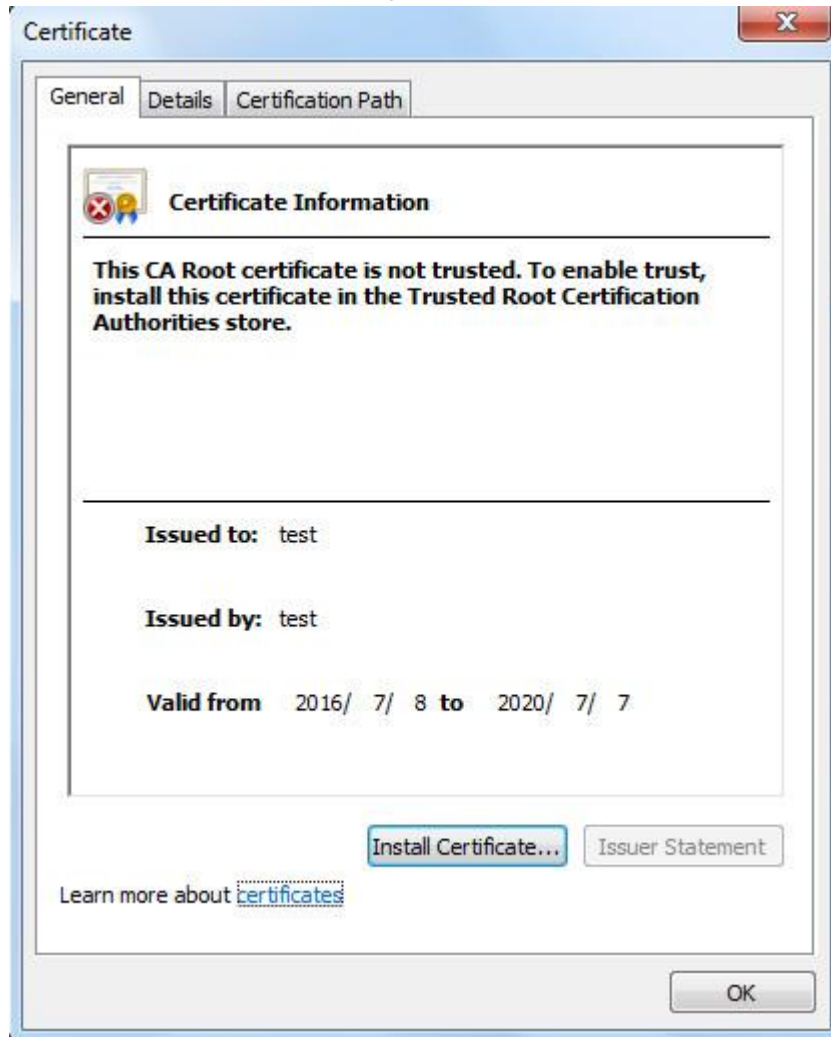 Certificate
General Details Certification Path
Certificate Information
This CA Root certificate is not trusted. To enable trust,
install this certificate in the Trusted Root Certification
Authorities store.
Issued to: test
Issued by: test
Valid from 2016/ 7/ 8 to 2020/ 7/ 7
Install Certificate... Issuer Statement
Learn more about certificates
OK